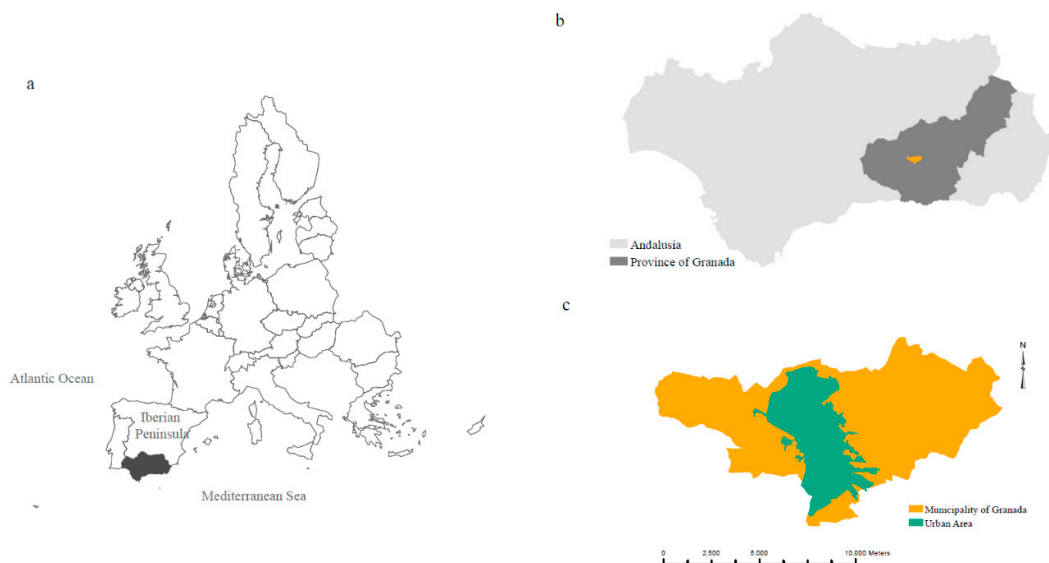 a
Atlantic Ocean
Iberian
Peninsula
Mediterranean Sea
b
Andalusia
Province of Granada
c
N
Municipality of Granada
Urban Area
0 2.500 5.000 10.000 Meters